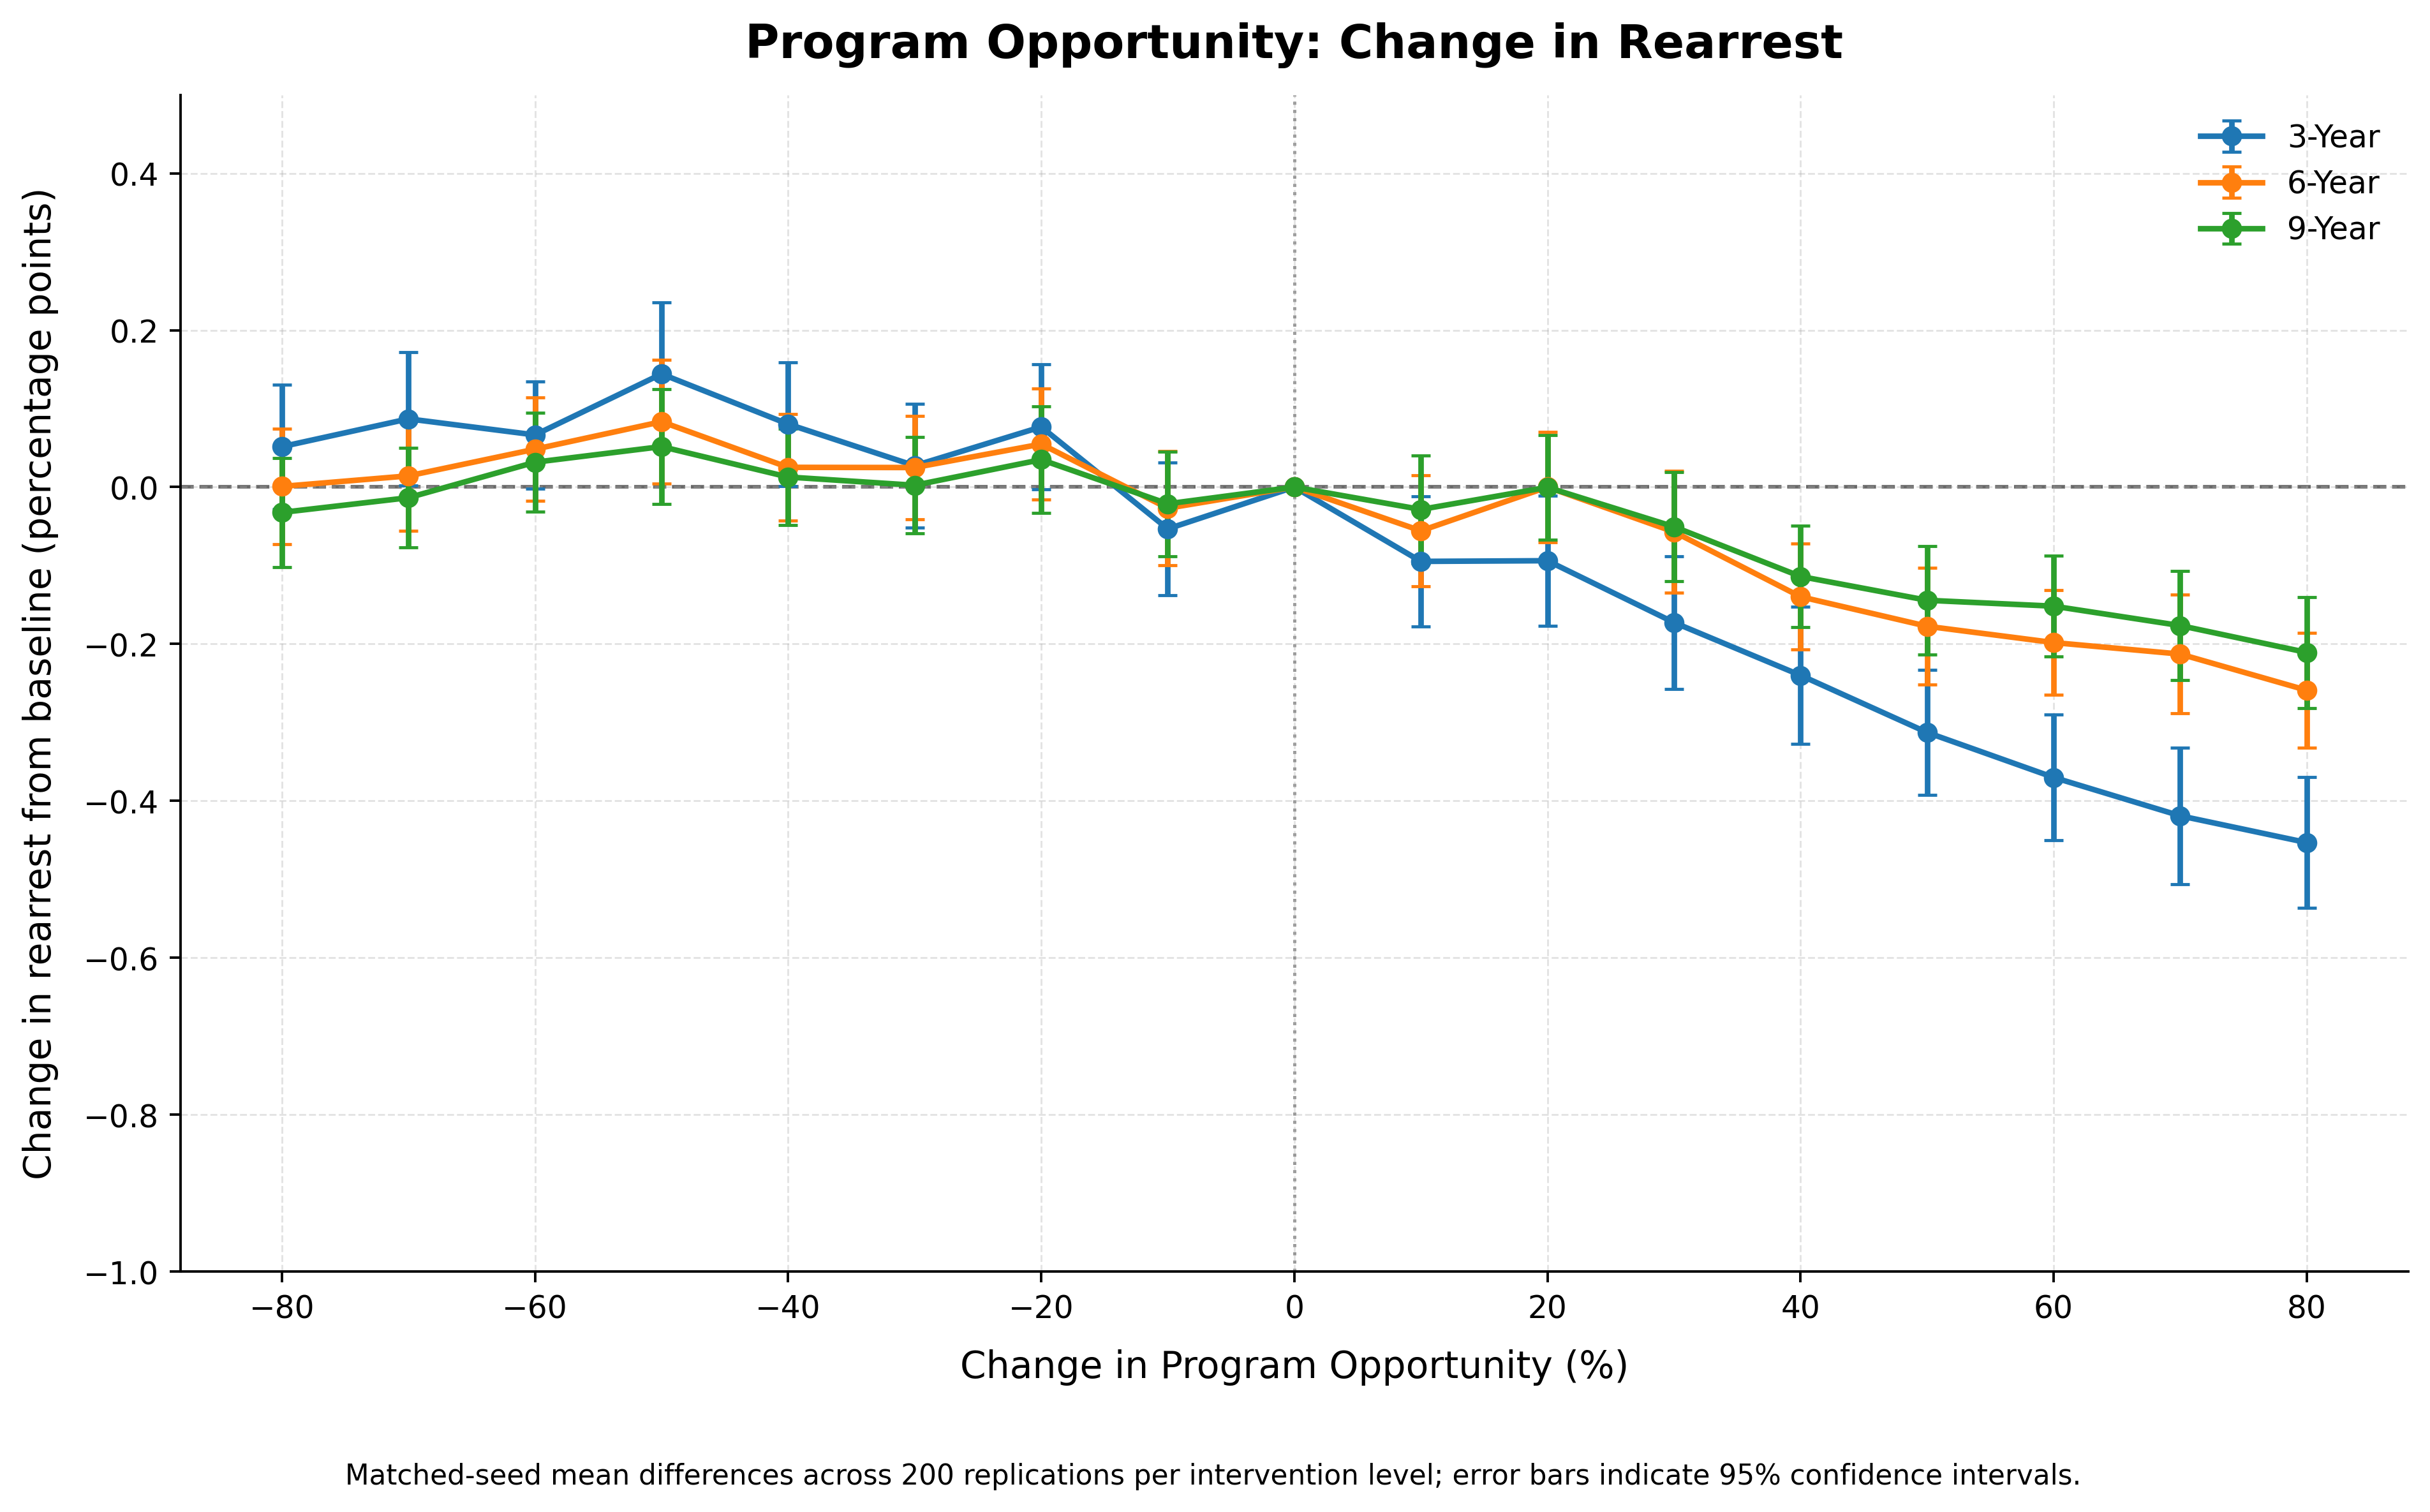 Program Opportunity: Change in Rearrest
Change in rearrest from baseline (percentage points)
0.4
0.2
0.0
−0.2
−0.4
−0.6
−0.8
−1.0
3-Year
6-Year
9-Year
−80 −60 −40 −20 0 20 40 60 80
Change in Program Opportunity (%)
Matched-seed mean differences across 200 replications per intervention level; error bars indicate 95% confidence intervals.